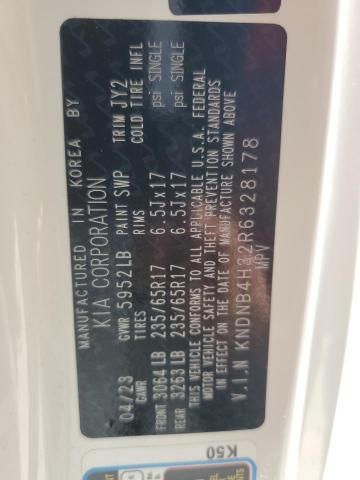 MANUFACTURED IN KOREA BY
KIA CORPORATION
04/23 GVWR 5952LB PAINT SWP TRIM JY2
GAWR TIRES RIMS COLD TIRE INFL
FRONT 3064 LB 235/65R17 6.5Jx17 psi SINGLE
REAR 3263 LB 235/65R17 6.5Jx17 psi SINGLE
THIS VEHICLE CONFORMS TO ALL APPLICABLE U.S.A. FEDERAL
MOTOR VEHICLE SAFETY AND THEFT PREVENTION STANDARDS
IN EFFECT ON THE DATE OF MANUFACTURE SHOWN ABOVE
V.I.N KNDNB4H32R6328178
MPV
K50